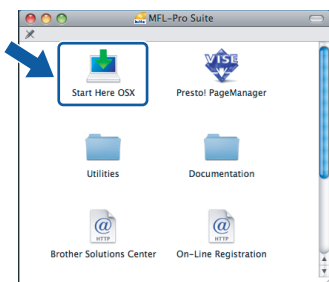 MFL-Pro Suite
VISE
Start Here OSX
Presto! PageManager
Utilities
Documentation
@
HTTP
@
HTTP
Brother Solutions Center
On-Line Registration